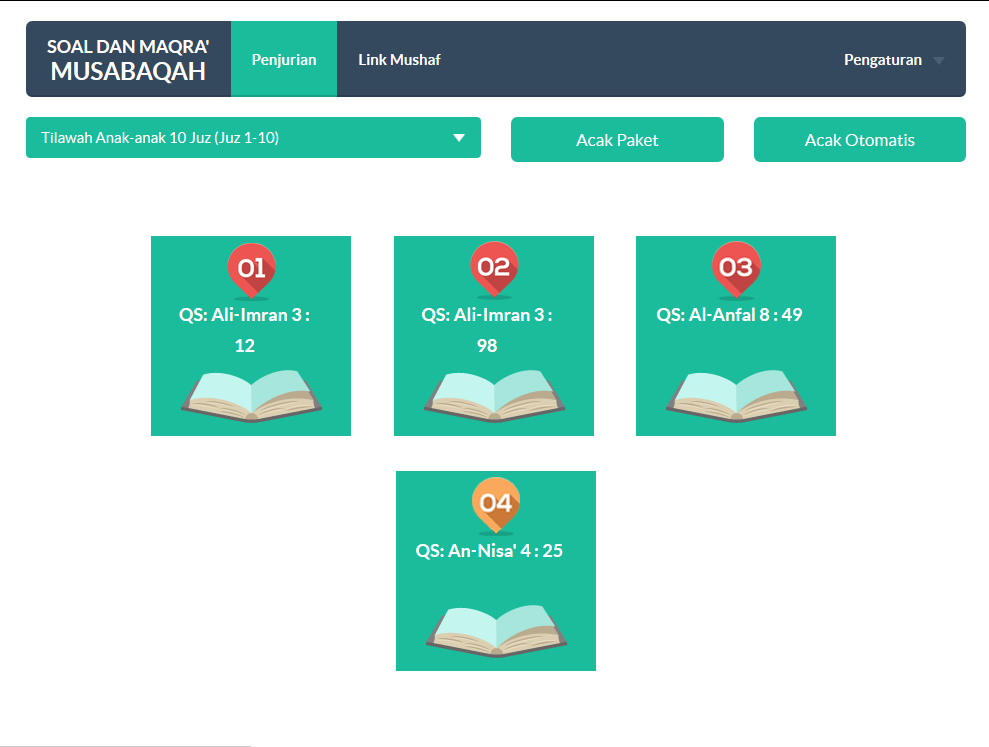 SOAL DAN MAQRA'
MUSABAQAH
Penjurian
Link Mushaf
Pengaturan
Tilawah Anak-anak 10 Juz (Juz 1-10)
Acak Paket
Acak Otomatis
01
QS: Ali-Imran 3 :
12
02
QS: Ali-Imran 3 :
98
03
QS: Al-Anfal 8 : 49
04
QS: An-Nisa' 4 : 25